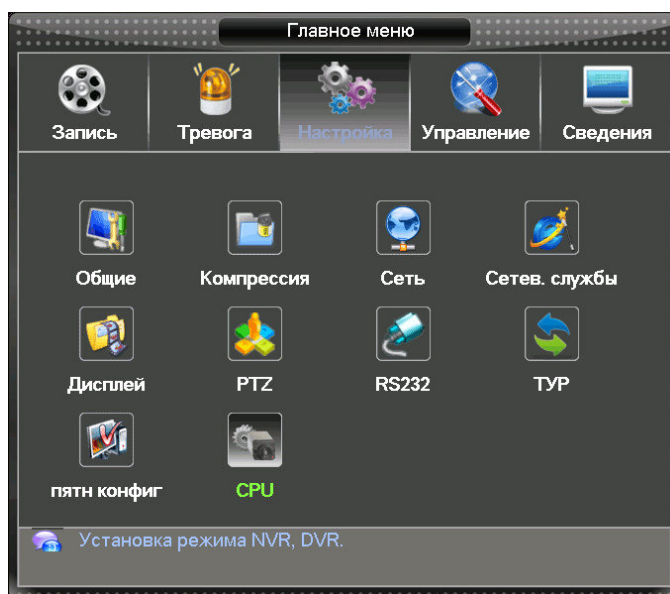 Главное меню
Запись Тревога Настройка Управление Сведения
Общие Компрессия Сеть Сетев. службы
Дисплей PTZ RS232 ТУР
пятн конфиг CPU
Установка режима NVR, DVR.